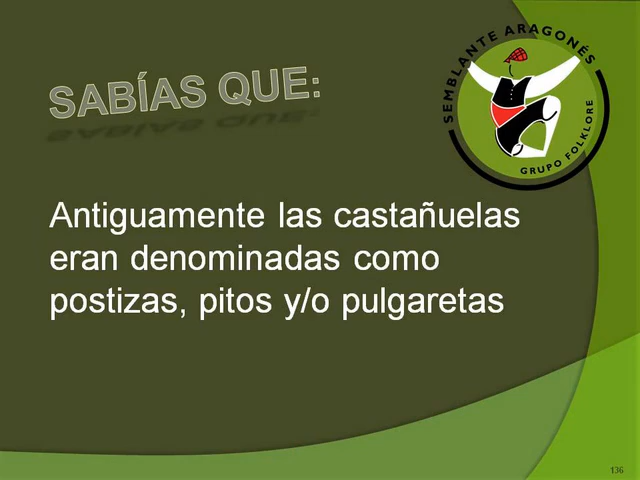 SABÍAS QUE:
SEMBLANTE ARAGONÉS
GRUPO FOLKLORE
Antiguamente las castañuelas
eran denominadas como
postizas, pitos y/o pulgaretas
136